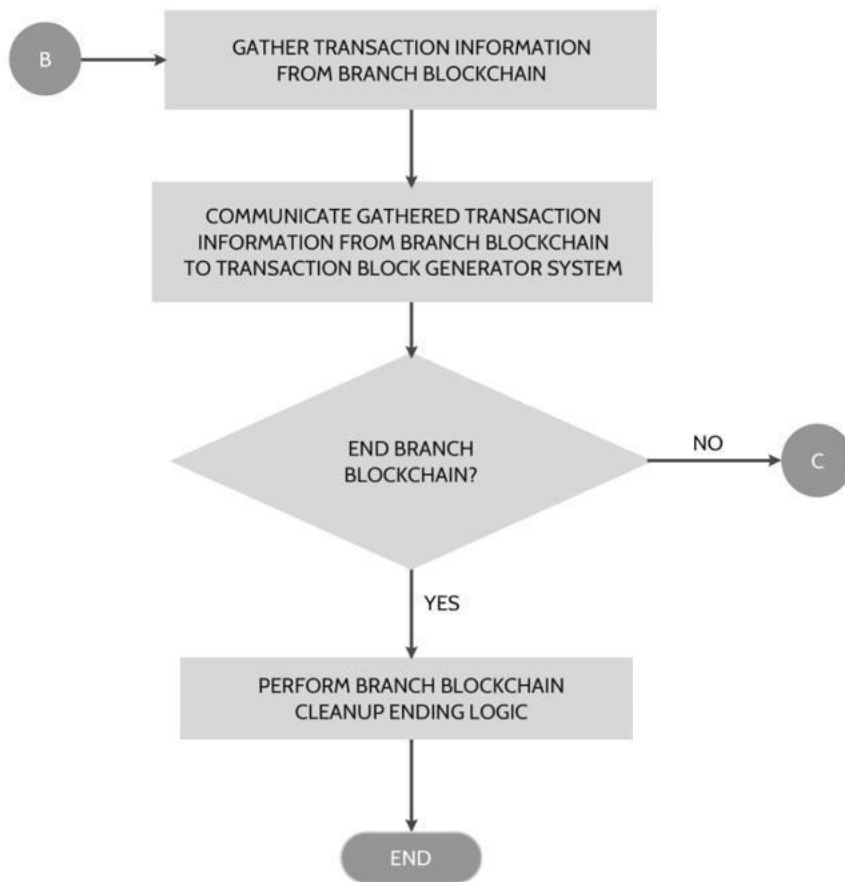 B
GATHER TRANSACTION INFORMATION
FROM BRANCH BLOCKCHAIN
COMMUNICATE GATHERED TRANSACTION
INFORMATION FROM BRANCH BLOCKCHAIN
TO TRANSACTION BLOCK GENERATOR SYSTEM
END BRANCH
BLOCKCHAIN?
NO
C
YES
PERFORM BRANCH BLOCKCHAIN
CLEANUP ENDING LOGIC
END